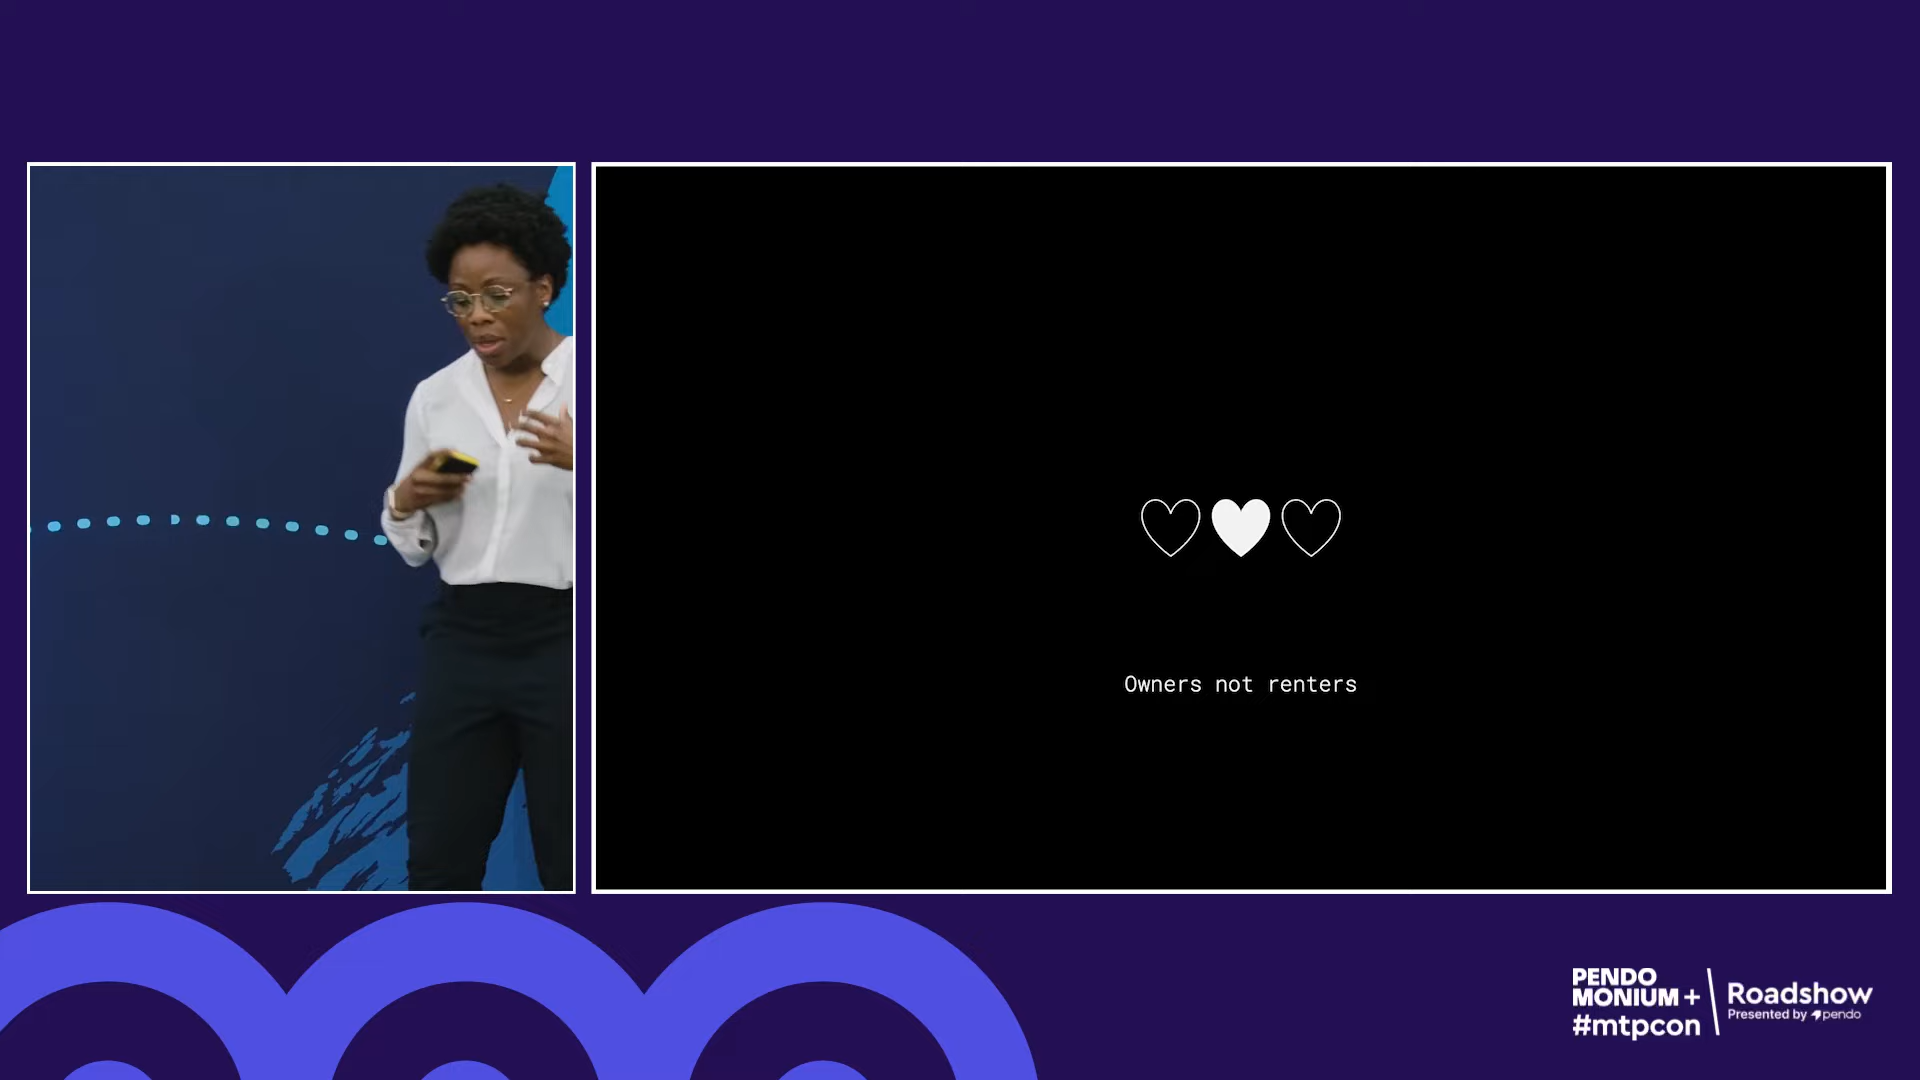 Owners not renters
PENDO
MONIUM+
#mtpcon
Roadshow
Presented by pendo